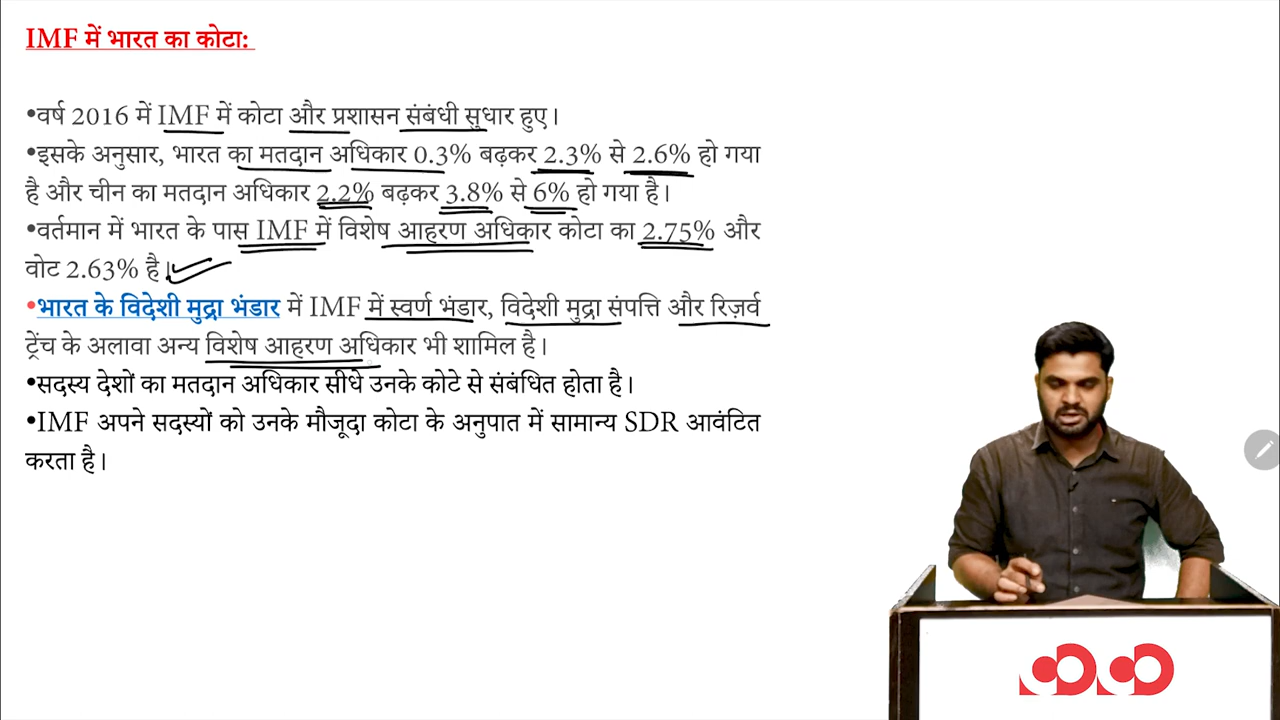 IMF में भारत का कोटा:
•वर्ष 2016 में IMF में कोटा और प्रशासन संबंधी सुधार हुए।
•इसके अनुसार, भारत का मतदान अधिकार 0.3% बढ़कर 2.3% से 2.6% हो गया
है और चीन का मतदान अधिकार 2.2% बढ़कर 3.8% से 6% हो गया है।
•वर्तमान में भारत के पास IMF में विशेष आहरण अधिकार कोटा का 2.75% और
वोट 2.63% है।
•भारत के विदेशी मुद्रा भंडार में IMF में स्वर्ण भंडार, विदेशी मुद्रा संपत्ति और रिज़र्व
ट्रेंच के अलावा अन्य विशेष आहरण अधिकार भी शामिल है।
•सदस्य देशों का मतदान अधिकार सीधे उनके कोटे से संबंधित होता है।
•IMF अपने सदस्यों को उनके मौजूदा कोटा के अनुपात में सामान्य SDR आवंटित
करता है।